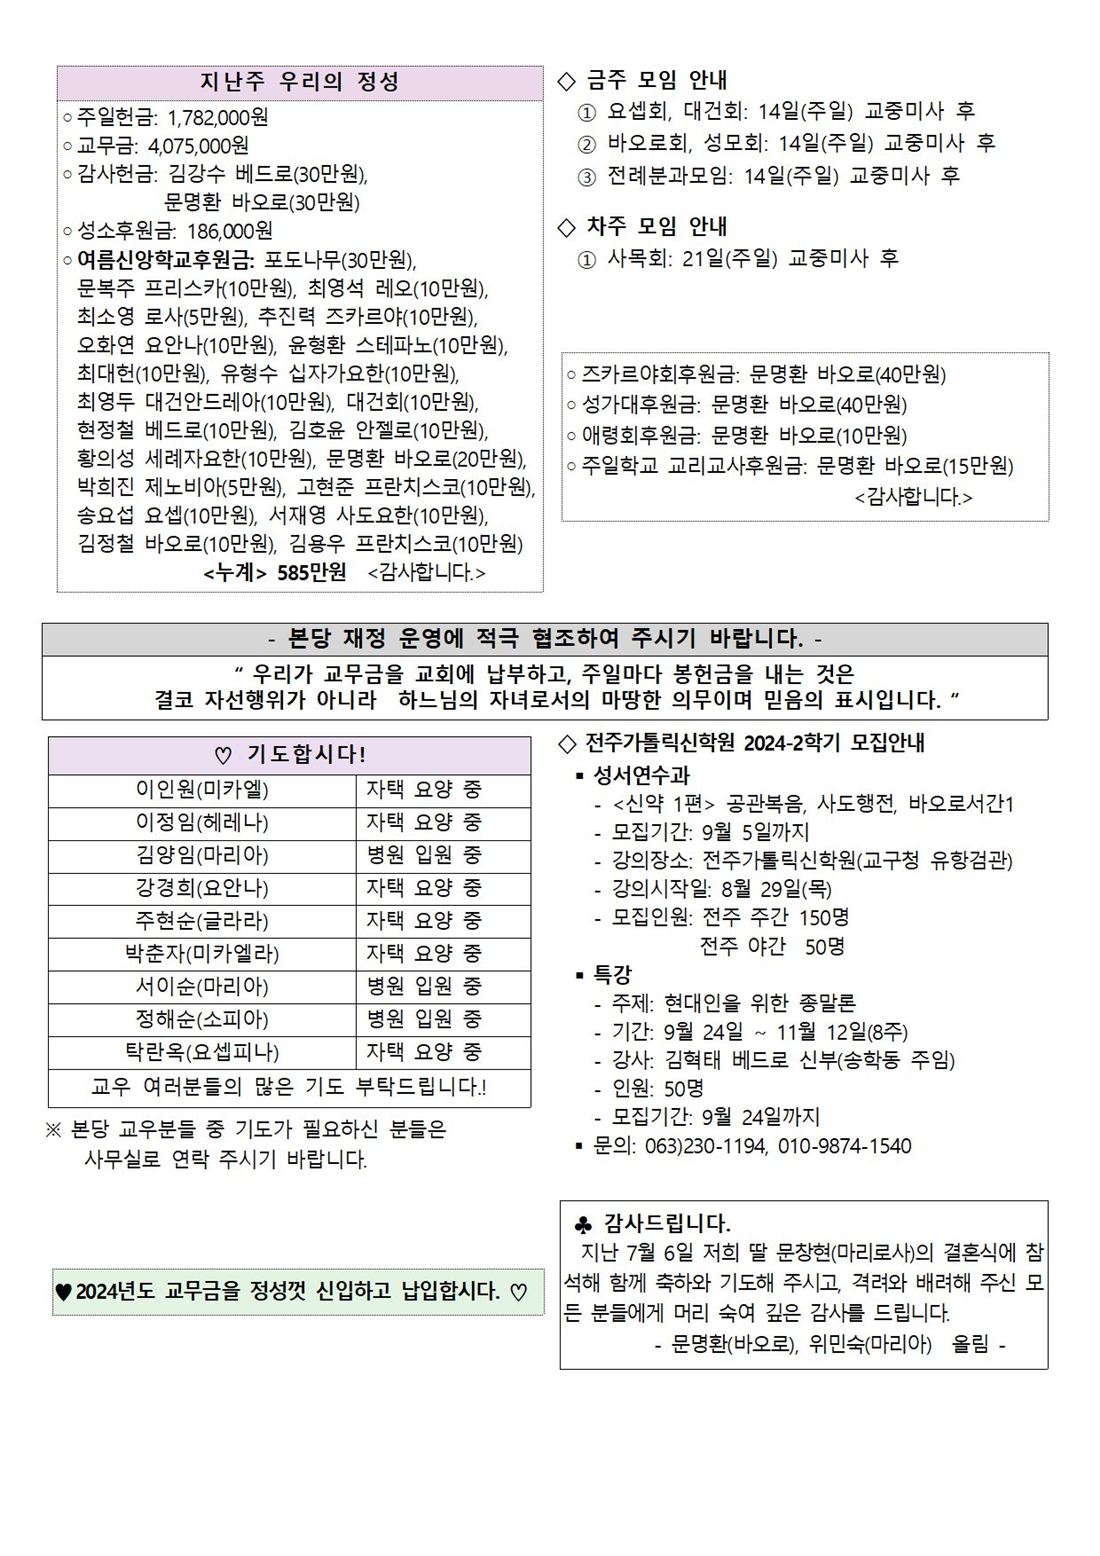 지난주 우리의 정성
○ 주일헌금: 1,782,000원
○ 교무금: 4,075,000원
○ 감사헌금: 김강수 베드로(30만원),
문명환 바오로(30만원)
○ 성소후원금: 186,000원
○ 여름신앙학교후원금: 포도나무(30만원),
문복주 프리스카(10만원), 최영석 레오(10만원),
최소영 로사(5만원), 추진력 즈카르야(10만원),
오화연 요안나(10만원), 윤형환 스테파노(10만원),
최대헌(10만원), 유형수 십자가요한(10만원),
최영두 대건안드레아(10만원), 대건회(10만원),
현정철 베드로(10만원), 김호윤 안젤로(10만원),
황의성 세례자요한(10만원), 문명환 바오로(20만원),
박희진 제노비아(5만원), 고현준 프란치스코(10만원),
송요섭 요셉(10만원), 서재영 사도요한(10만원),
김정철 바오로(10만원), 김용우 프란치스코(10만원)
<누계> 585만원 <감사합니다.>
◇ 금주 모임 안내
① 요셉회, 대건회: 14일(주일) 교중미사 후
② 바오로회, 성모회: 14일(주일) 교중미사 후
③ 전례분과모임: 14일(주일) 교중미사 후
◇ 차주 모임 안내
① 사목회: 21일(주일) 교중미사 후
○ 즈카르야회후원금: 문명환 바오로(40만원)
○ 성가대후원금: 문명환 바오로(40만원)
○ 애령회후원금: 문명환 바오로(10만원)
○ 주일학교 교리교사후원금: 문명환 바오로(15만원)
<감사합니다.>
- 본당 재정 운영에 적극 협조하여 주시기 바랍니다. -
“ 우리가 교무금을 교회에 납부하고, 주일마다 봉헌금을 내는 것은
결코 자선행위가 아니라 하느님의 자녀로서의 마땅한 의무이며 믿음의 표시입니다. “
♡ 기도합시다!
이인원(미카엘) 자택 요양 중
이정임(헤레나) 자택 요양 중
김양임(마리아) 병원 입원 중
강경희(요안나) 자택 요양 중
주현순(글라라) 자택 요양 중
박춘자(미카엘라) 자택 요양 중
서이순(마리아) 병원 입원 중
정해순(소피아) 병원 입원 중
탁란옥(요셉피나) 자택 요양 중
교우 여러분들의 많은 기도 부탁드립니다.!
※ 본당 교우분들 중 기도가 필요하신 분들은
사무실로 연락 주시기 바랍니다.
♥ 2024년도 교무금을 정성껏 신입하고 납입합시다. ♡
◇ 전주가톨릭신학원 2024-2학기 모집안내
▪ 성서연수과
- <신약 1편> 공관복음, 사도행전, 바오로서간1
- 모집기간: 9월 5일까지
- 강의장소: 전주가톨릭신학원(교구청 유항검관)
- 강의시작일: 8월 29일(목)
- 모집인원: 전주 주간 150명
전주 야간 50명
▪ 특강
- 주제: 현대인을 위한 종말론
- 기간: 9월 24일 ~ 11월 12일(8주)
- 강사: 김혁태 베드로 신부(송학동 주임)
- 인원: 50명
- 모집기간: 9월 24일까지
▪ 문의: 063)230-1194, 010-9874-1540
♣ 감사드립니다.
지난 7월 6일 저희 딸 문창현(마리로사)의 결혼식에 참
석해 함께 축하와 기도해 주시고, 격려와 배려해 주신 모
든 분들에게 머리 숙여 깊은 감사를 드립니다.
- 문명환(바오로), 위민숙(마리아) 올림 -